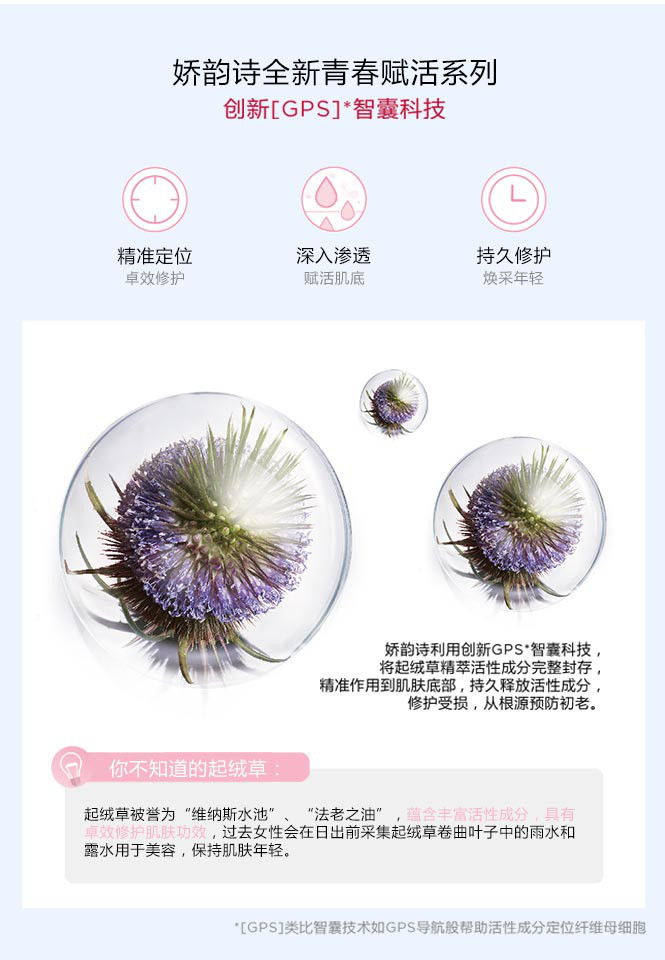 娇韵诗全新青春赋活系列
创新[GPS]*智囊科技
精准定位
卓效修护
深入渗透
赋活肌底
持久修护
焕采年轻
娇韵诗利用创新GPS*智囊科技，
将起绒草精萃活性成分完整封存，
精准作用到肌肤底部，持久释放活性成分，
修护受损，从根源预防初老。
你不知道的起绒草：
起绒草被誉为“维纳斯水池”、“法老之油”，蕴含丰富活性成分，具有
卓效修护肌肤功效，过去女性会在日出前采集起绒草卷曲叶子中的雨水和
露水用于美容，保持肌肤年轻。
*[GPS]类比智囊技术如GPS导航般帮助活性成分定位纤维母细胞